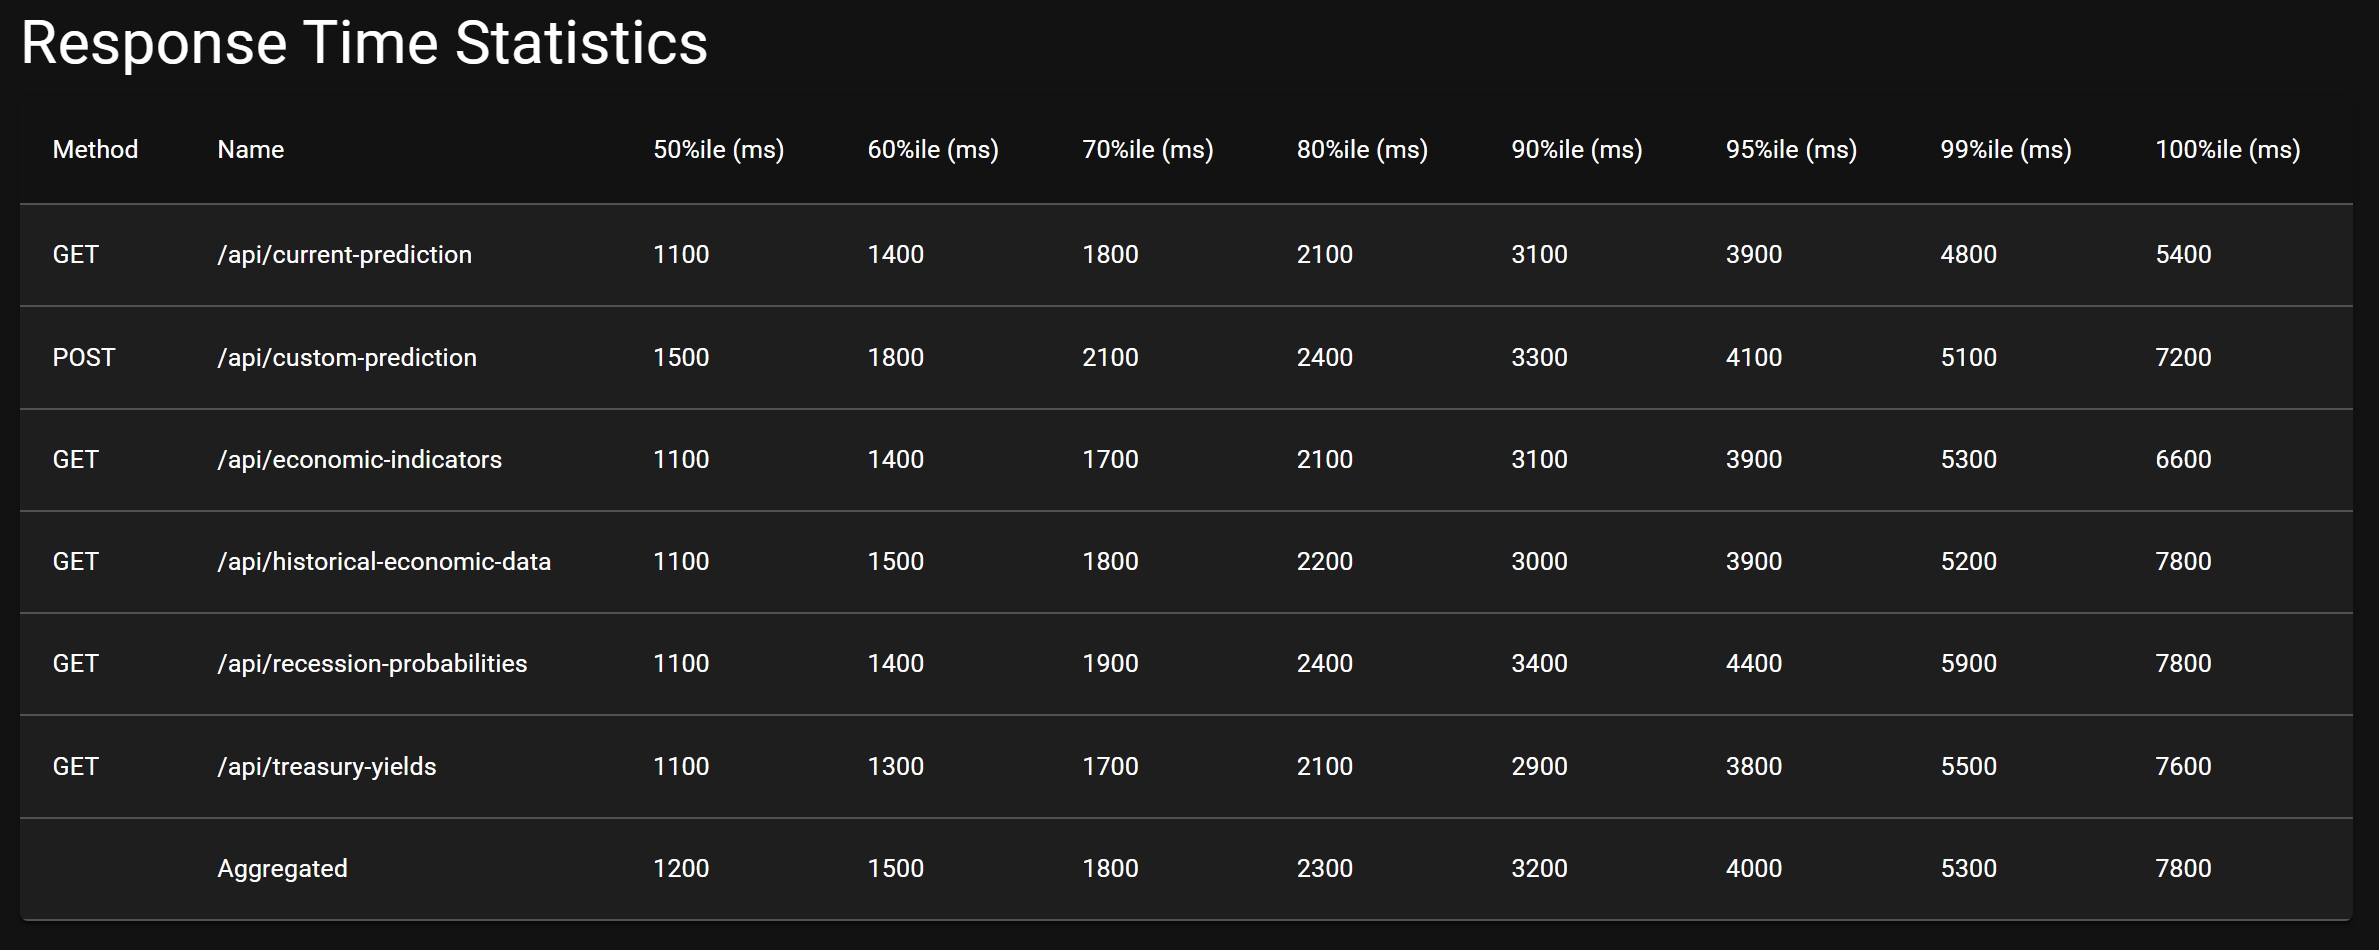 Response Time Statistics
Method Name 50%ile (ms) 60%ile (ms) 70%ile (ms) 80%ile (ms) 90%ile (ms) 95%ile (ms) 99%ile (ms) 100%ile (ms)
GET /api/current-prediction 1100 1400 1800 2100 3100 3900 4800 5400
POST /api/custom-prediction 1500 1800 2100 2400 3300 4100 5100 7200
GET /api/economic-indicators 1100 1400 1700 2100 3100 3900 5300 6600
GET /api/historical-economic-data 1100 1500 1800 2200 3000 3900 5200 7800
GET /api/recession-probabilities 1100 1400 1900 2400 3400 4400 5900 7800
GET /api/treasury-yields 1100 1300 1700 2100 2900 3800 5500 7600
Aggregated 1200 1500 1800 2300 3200 4000 5300 7800